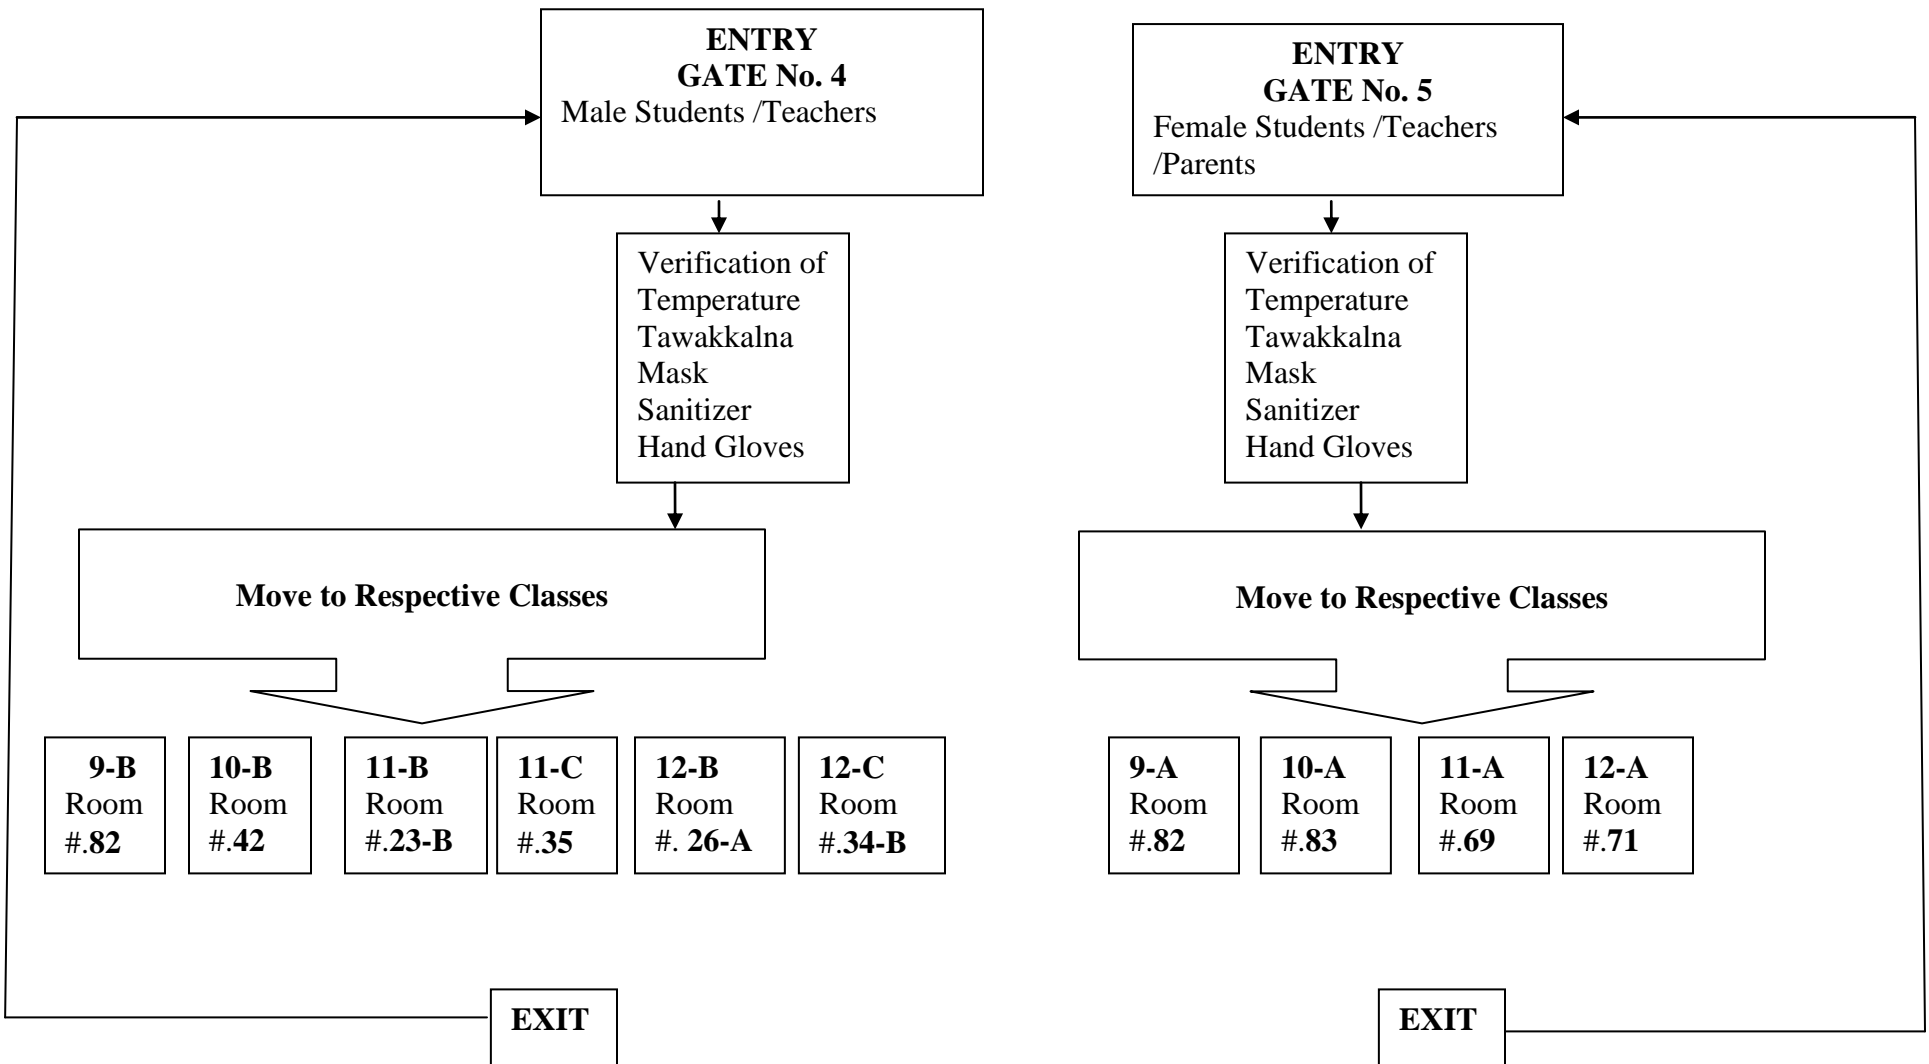 ENTRY
GATE No. 4
Male Students /Teachers
ENTRY
GATE No. 5
Female Students /Teachers
/Parents
Verification of
Temperature
Tawakkalna
Mask
Sanitizer
Hand Gloves
Verification of
Temperature
Tawakkalna
Mask
Sanitizer
Hand Gloves
Move to Respective Classes
Move to Respective Classes
9-B
Room
#.82
10-B
Room
#.42
11-B
Room
#.23-B
11-C
Room
#.35
12-B
Room
#. 26-A
12-C
Room
#.34-B
9-A
Room
#.82
10-A
Room
#.83
11-A
Room
#.69
12-A
Room
#.71
EXIT
EXIT